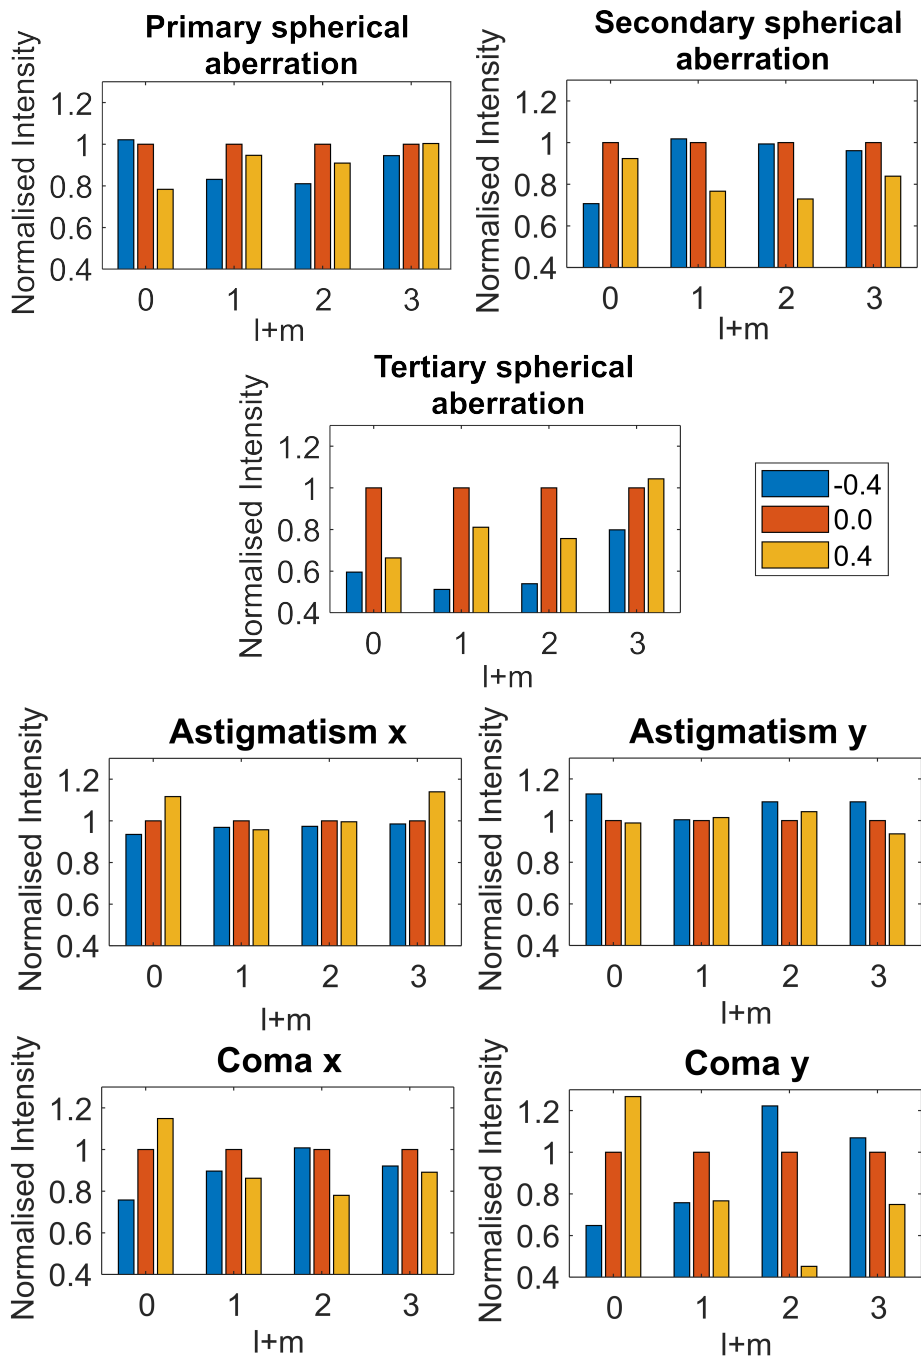 Primary spherical
aberration
Normalised Intensity
1.2
1
0.8
0.6
0.4
0 1 2 3
l+m
Secondary spherical
aberration
Normalised Intensity
1.2
1
0.8
0.6
0.4
0 1 2 3
l+m
Tertiary spherical
aberration
Normalised Intensity
1.2
1
0.8
0.6
0.4
0 1 2 3
l+m
-0.4
0.0
0.4
Astigmatism x
Normalised Intensity
1.2
1
0.8
0.6
0.4
0 1 2 3
l+m
Astigmatism y
Normalised Intensity
1.2
1
0.8
0.6
0.4
0 1 2 3
l+m
Coma x
Normalised Intensity
1.2
1
0.8
0.6
0.4
0 1 2 3
l+m
Coma y
Normalised Intensity
1.2
1
0.8
0.6
0.4
0 1 2 3
l+m